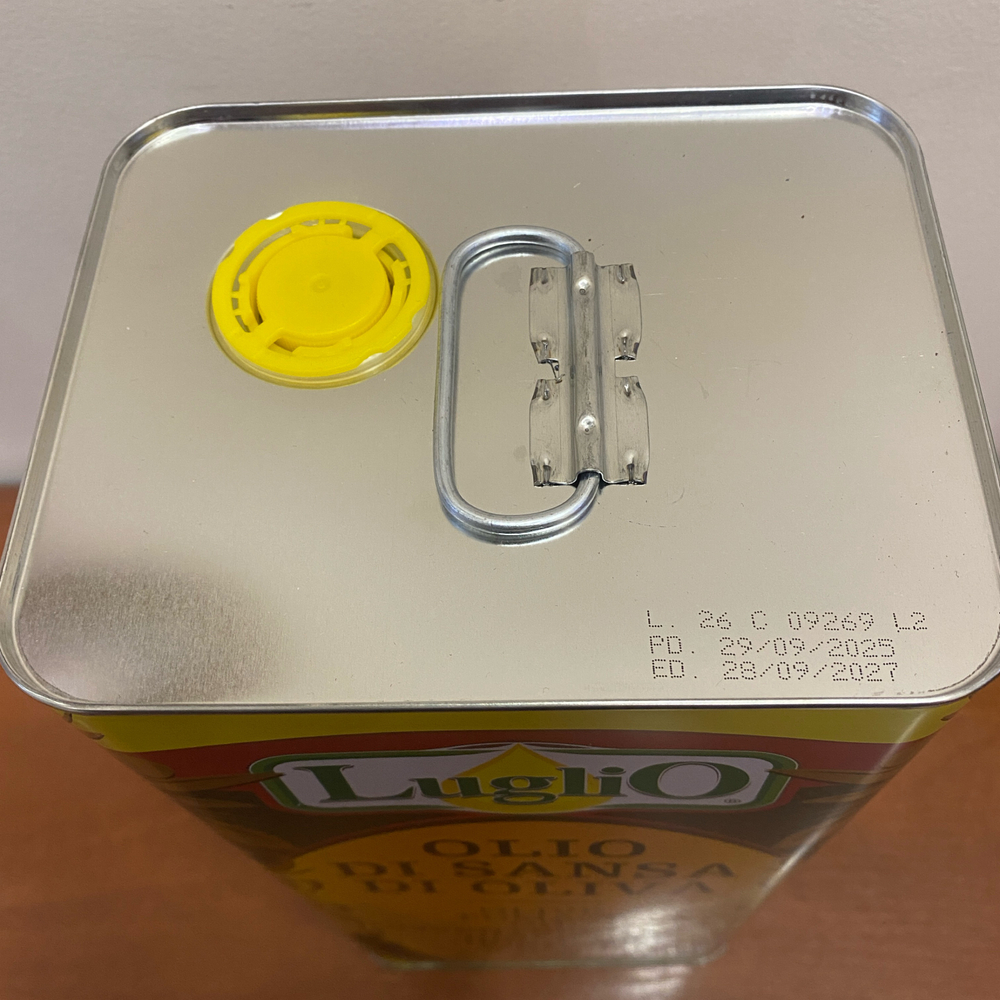 L. 26 C 09269 L2
PD. 29/09/2025
ED. 28/09/2027
LugliO ®
OLIO
DI SANSA
DI OLIVA